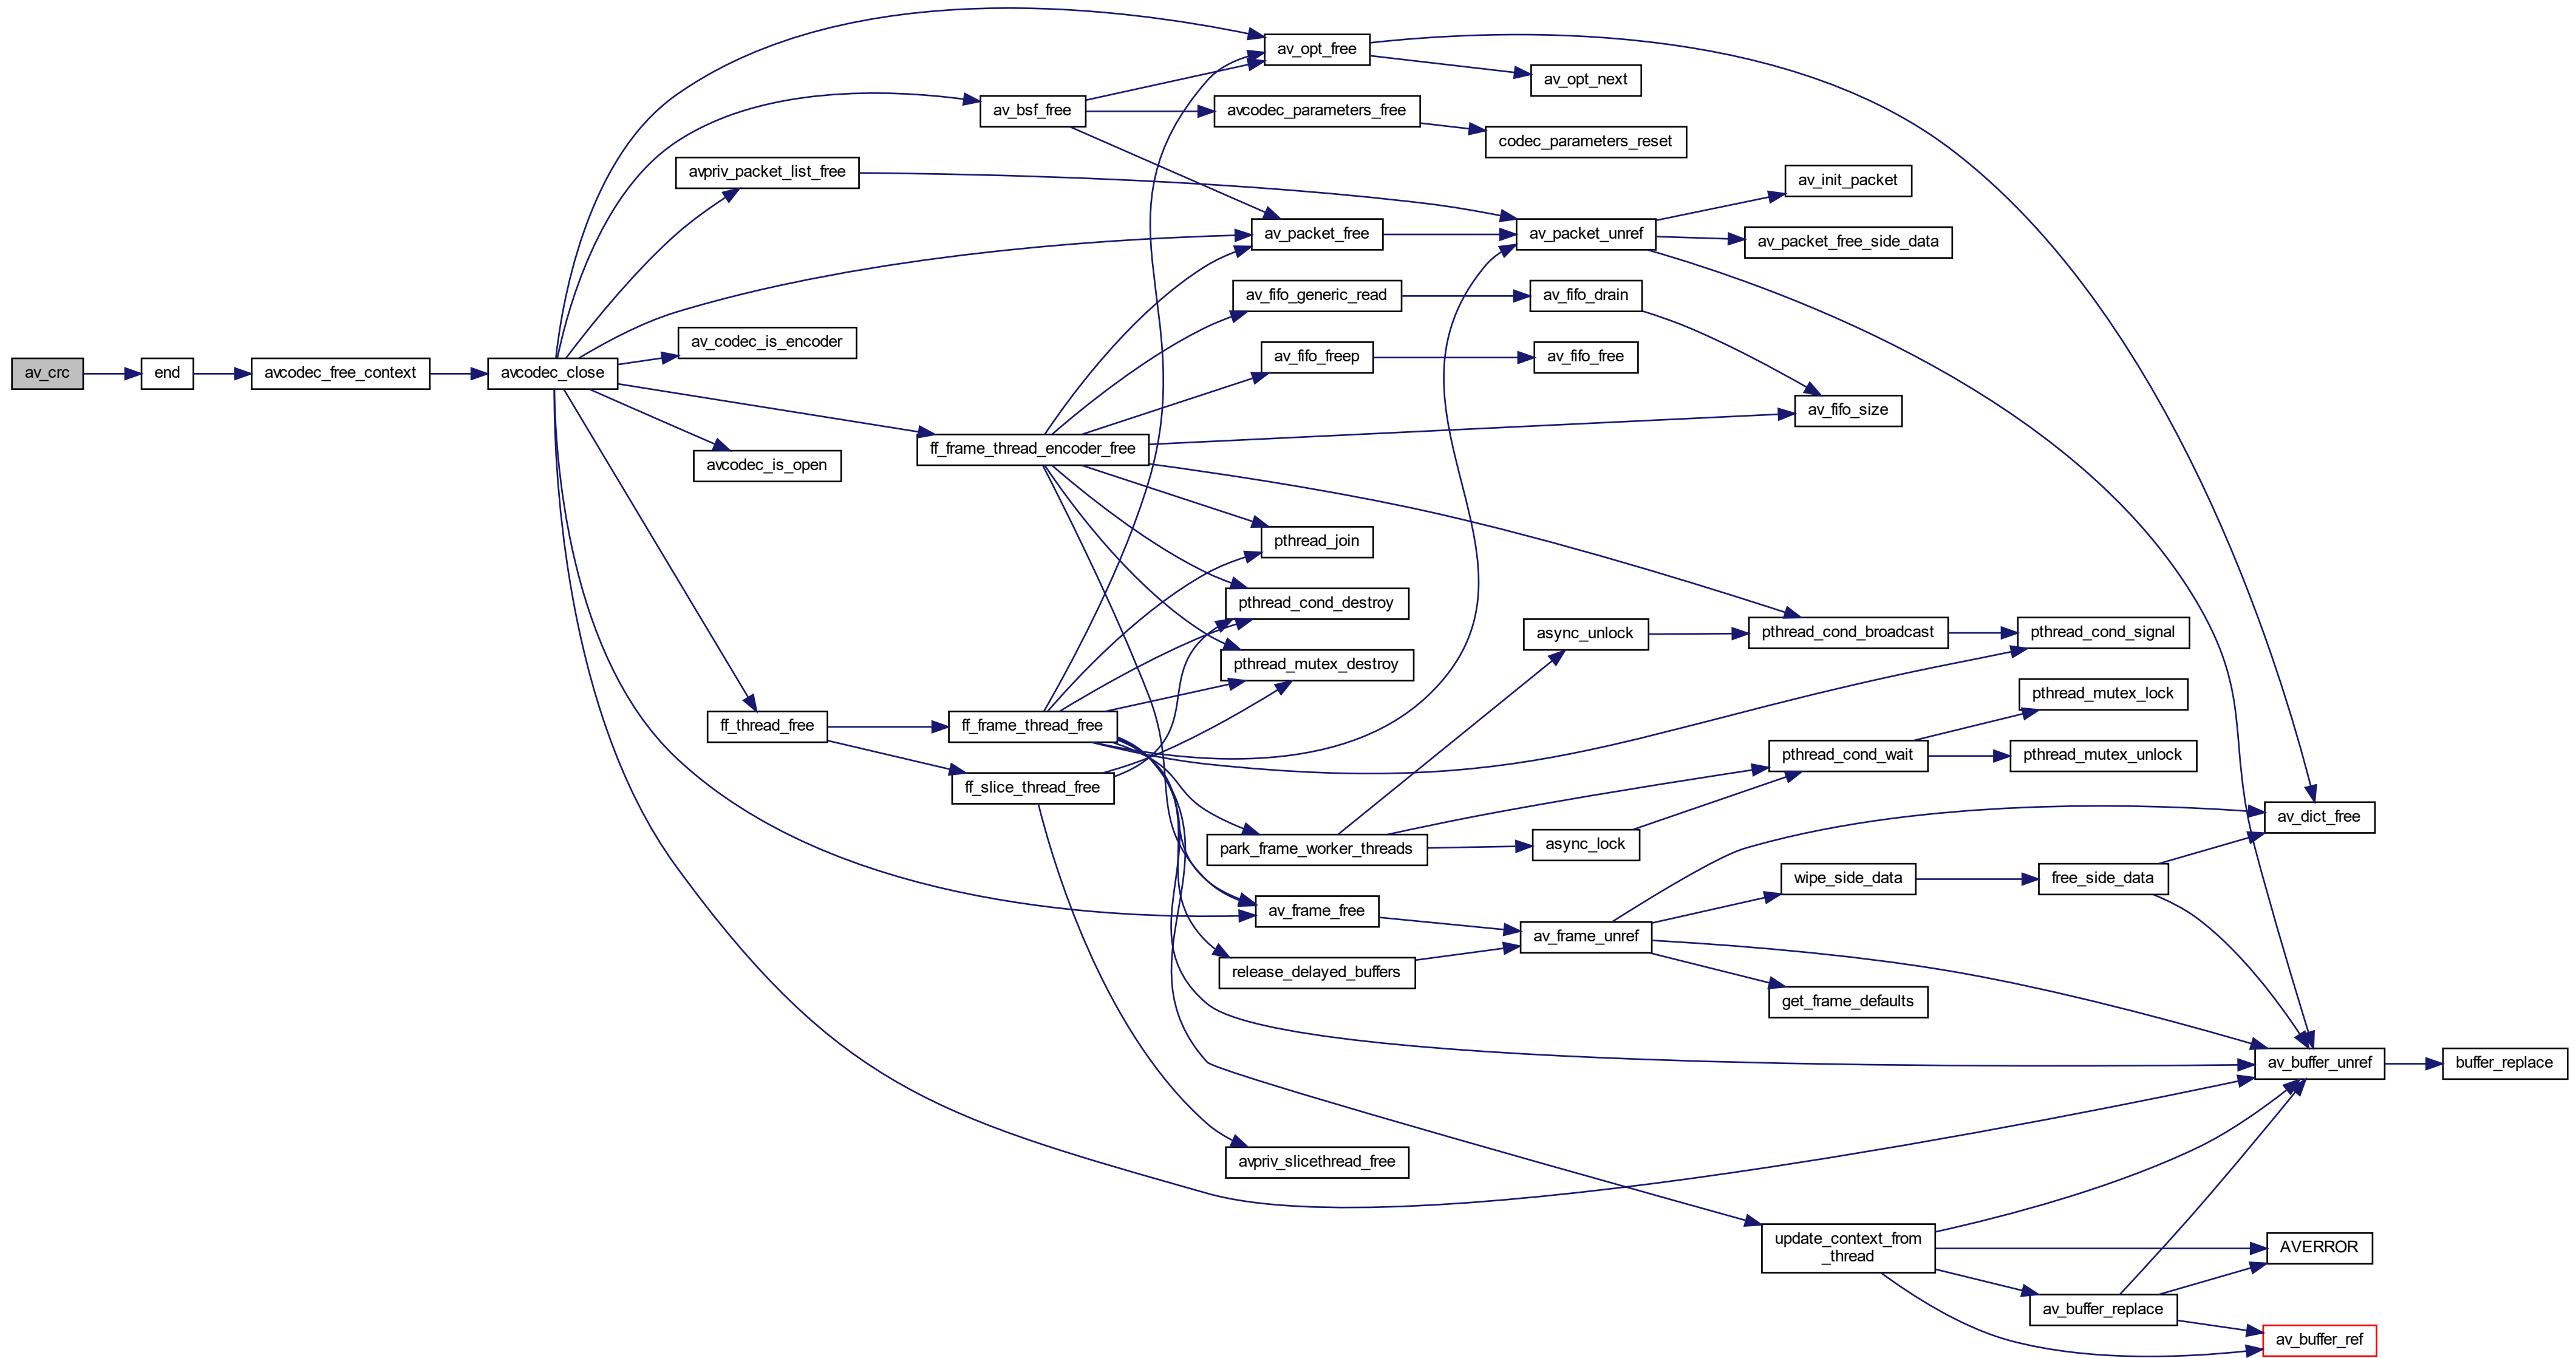 av_opt_free
av_opt_next
av_bsf_free
avcodec_parameters_free
codec_parameters_reset
avpriv_packet_list_free
av_init_packet
av_packet_free
av_packet_unref
av_packet_free_side_data
av_fifo_generic_read
av_fifo_drain
av_codec_is_encoder
av_fifo_freep
av_fifo_free
av_crc
end
avcodec_free_context
avcodec_close
av_fifo_size
ff_frame_thread_encoder_free
avcodec_is_open
pthread_join
pthread_cond_destroy
async_unlock
pthread_cond_broadcast
pthread_cond_signal
pthread_mutex_destroy
pthread_mutex_lock
ff_thread_free
ff_frame_thread_free
pthread_cond_wait
pthread_mutex_unlock
ff_slice_thread_free
av_dict_free
park_frame_worker_threads
async_lock
wipe_side_data
free_side_data
av_frame_free
av_frame_unref
release_delayed_buffers
get_frame_defaults
av_buffer_unref
buffer_replace
avpriv_slicethread_free
update_context_from
_thread
AVERROR
av_buffer_replace
av_buffer_ref